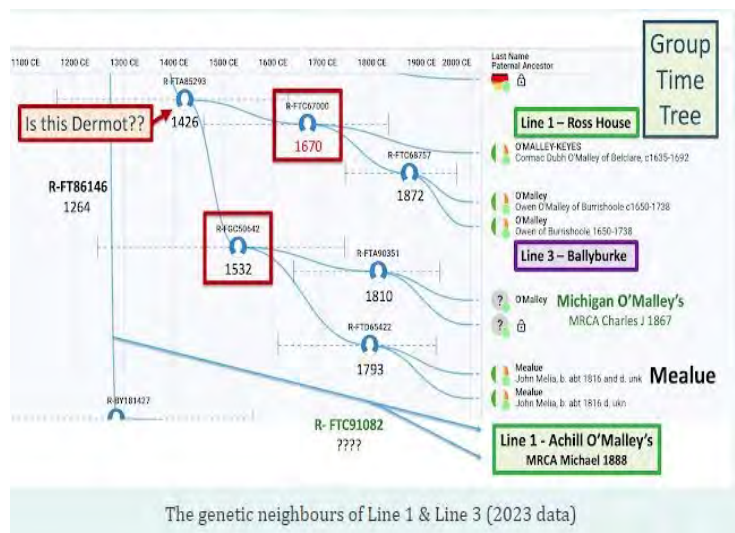 Group
Time
Tree
1100 CE 1200 CE 1300 CE 1400 CE 1500 CE 1600 CE 1700 CE 1800 CE 1900 CE 2000 CE
Last Name
Paternal Ancestor
R-FTA85293
Is this Dermot??
1426
R-FTC67000
1670
Line 1 – Ross House
O'MALLEY-KEYES
Cormac Dubh O'Malley of Belclare, c1635-1692
R-FTC68757
1872
R-FT86146
1264
O'Malley
Owen O'Malley of Burrishoole c1650-1738
O'Malley
Owen of Burrishoole 1650-1738
R-FGC50642
1532
Line 3 – Ballyburke
R-FTA90351
1810
? O'Malley
Michigan O'Malley's
?
MRCA Charles J 1867
R-FTD65422
1793
Mealue
John Melia, b. abt 1816 and d. unk
Mealue
Mealue
John Melia, b. abt 1816 d. ukn
R-BY181427
R- FTC91082
????
Line 1 - Achill O'Malley's
MRCA Michael 1888
The genetic neighbours of Line 1 & Line 3 (2023 data)